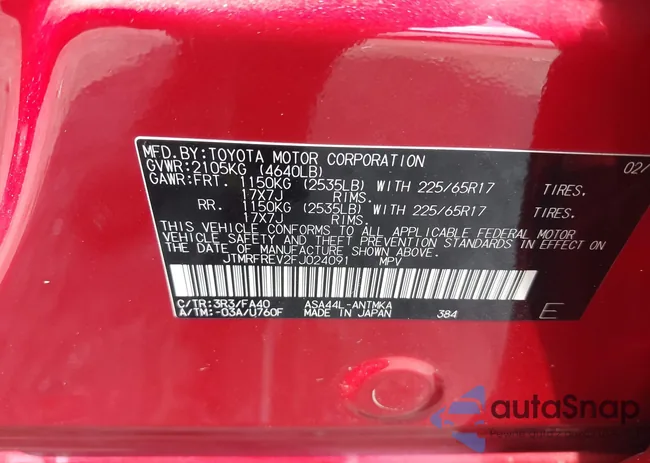 MFD.BY:TOYOTA MOTOR CORPORATION 02/
GVWR:2105KG (4640LB)
GAWR:FRT. 1150KG (2535LB) WITH 225/65R17 TIRES.
17X7J RIMS.
RR. 1150KG (2535LB) WITH 225/65R17 TIRES.
17X7J RIMS.
THIS VEHICLE CONFORMS TO ALL APPLICABLE FEDERAL MOTOR
VEHICLE SAFETY AND THEFT PREVENTION STANDARDS IN EFFECT
ON THE DATE OF MANUFACTURE SHOWN ABOVE.
JTMRFREV2FJ024091 MPV
C/TR:3R3/FA40 ASA44L-ANTMKA
A/TM:-03A/U760F MADE IN JAPAN 384 E
autoSnap